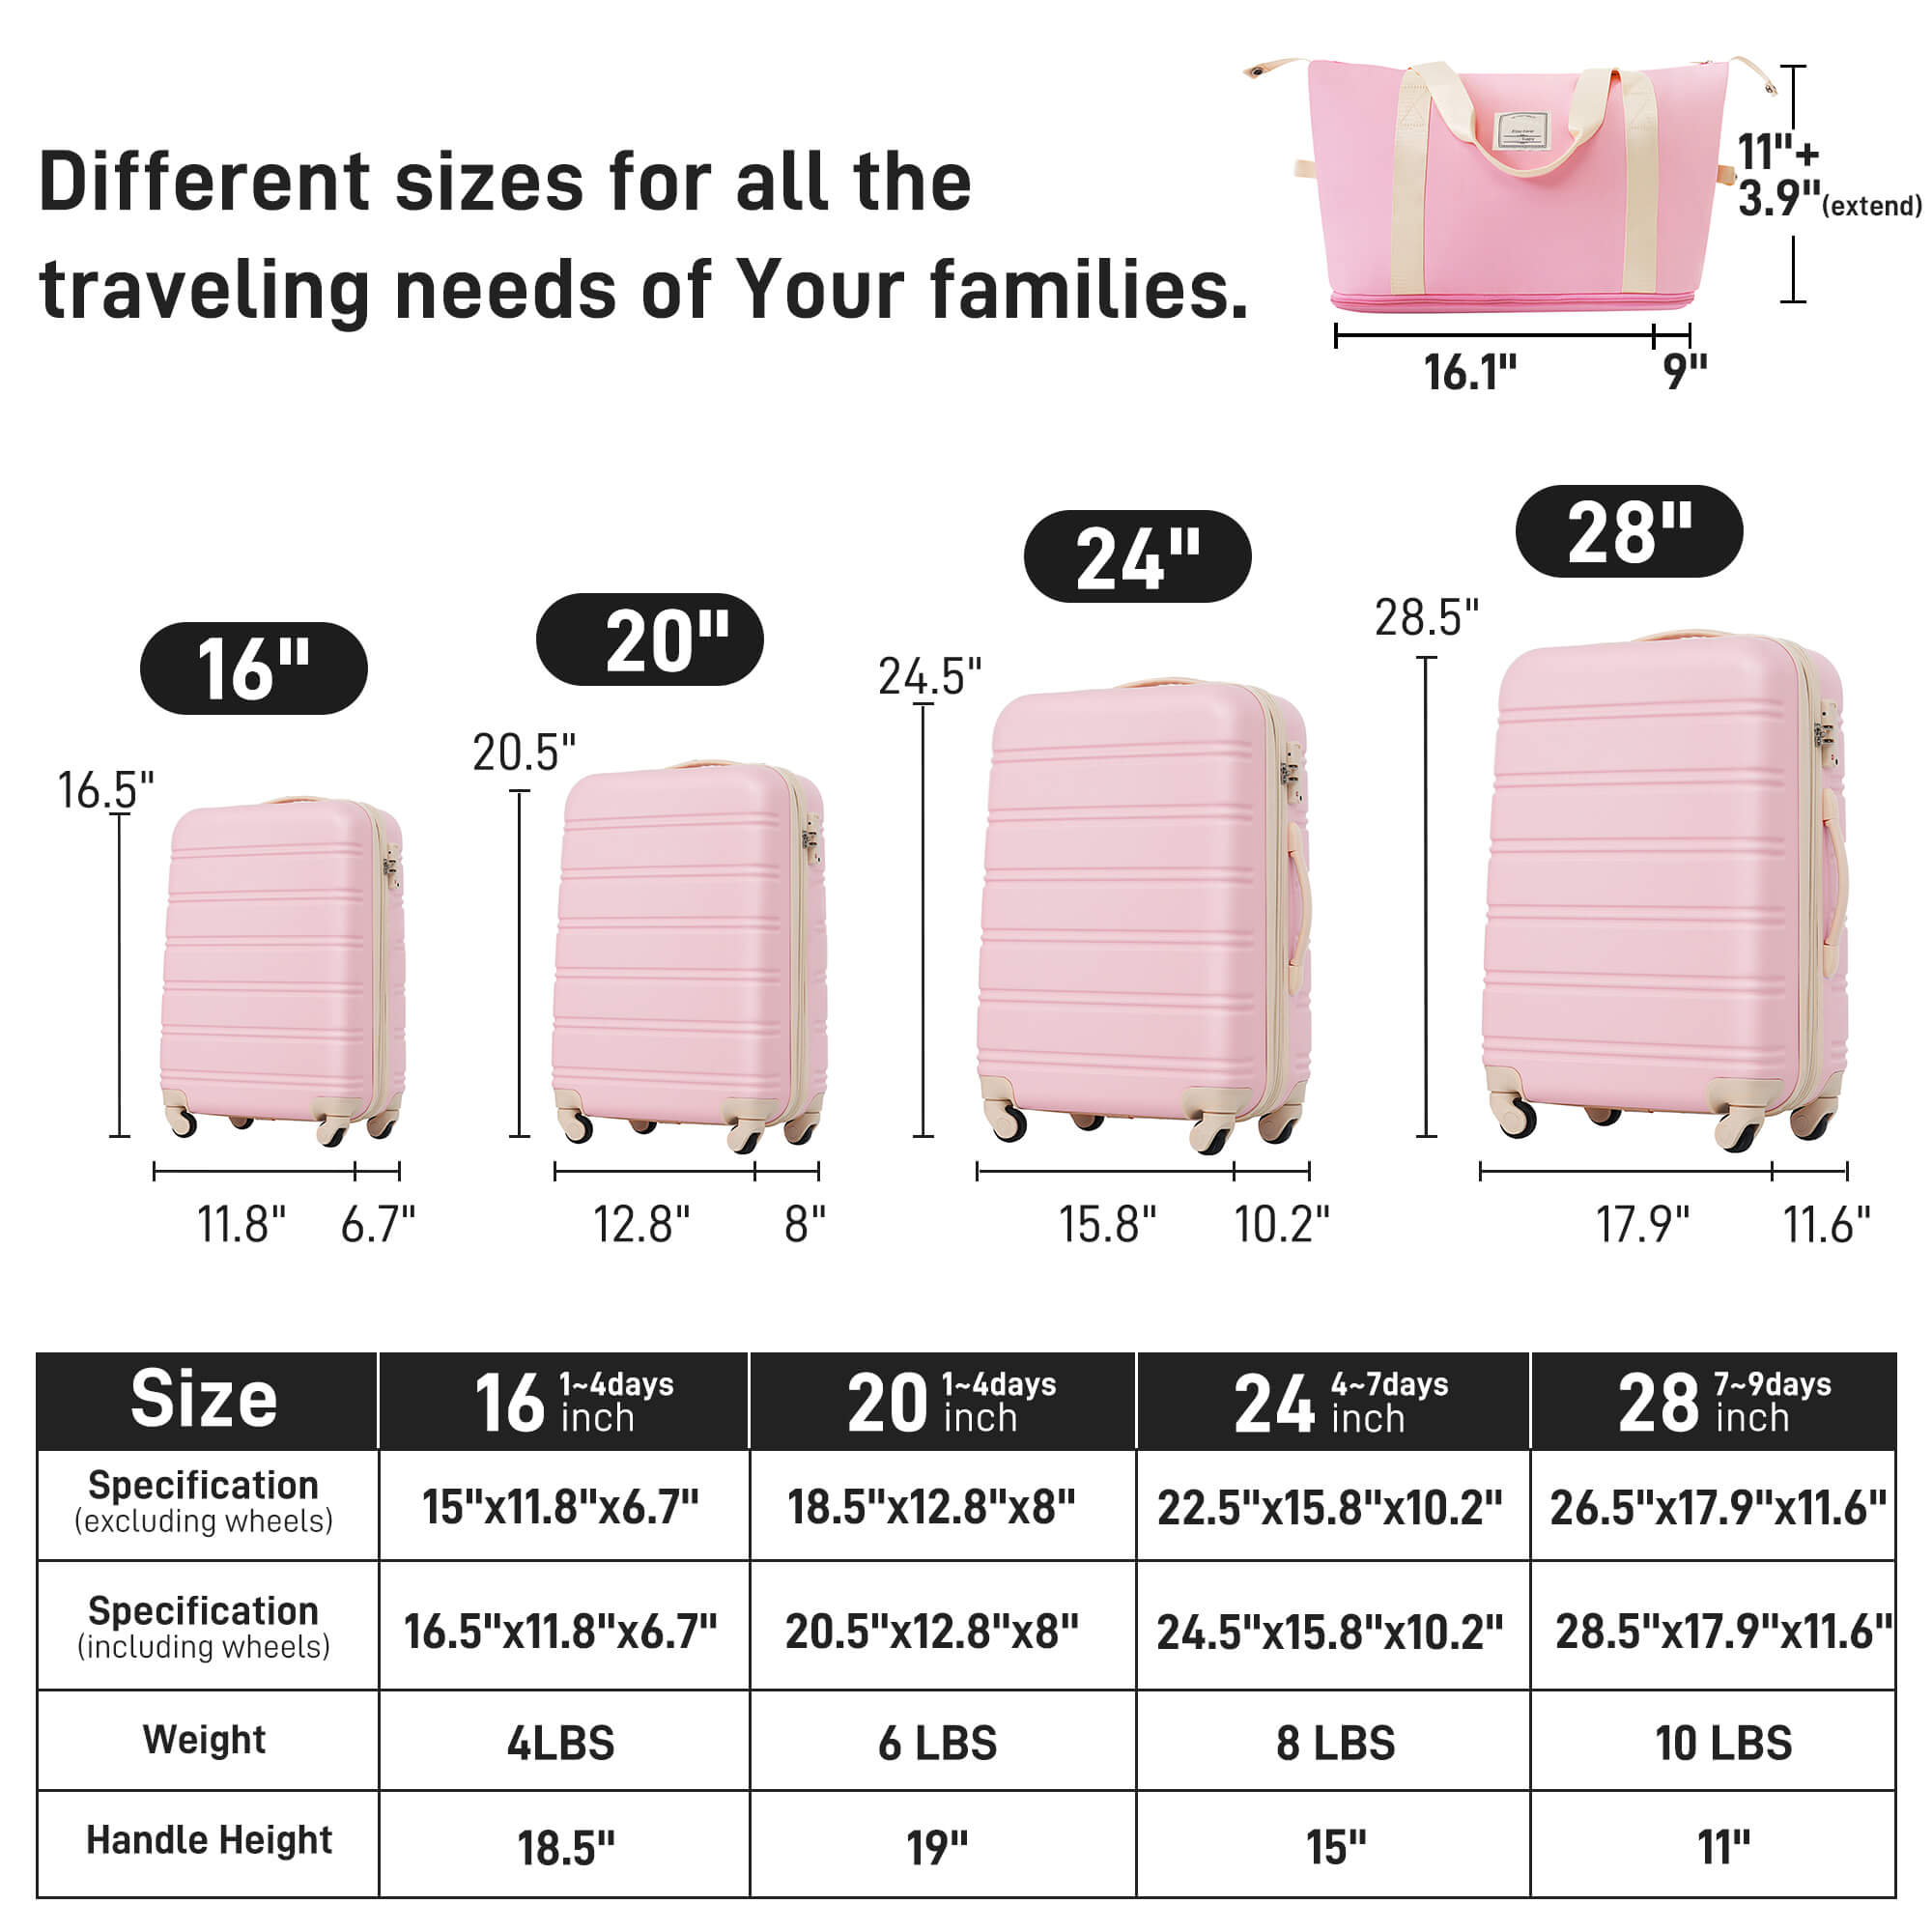 Different sizes for all the
traveling needs of Your families.
11"+
3.9"(extend)
16.1" 9"
16"
20"
24"
28"
16.5"
20.5"
24.5"
28.5"
11.8" 6.7" 12.8" 8" 15.8" 10.2" 17.9" 11.6"
Size 16 1~4days inch 20 1~4days inch 24 4~7days inch 28 7~9days inch
Specification
(excluding wheels)
15"x11.8"x6.7" 18.5"x12.8"x8" 22.5"x15.8"x10.2" 26.5"x17.9"x11.6"
Specification
(including wheels)
16.5"x11.8"x6.7" 20.5"x12.8"x8" 24.5"x15.8"x10.2" 28.5"x17.9"x11.6"
Weight 4LBS 6 LBS 8 LBS 10 LBS
Handle Height 18.5" 19" 15" 11"